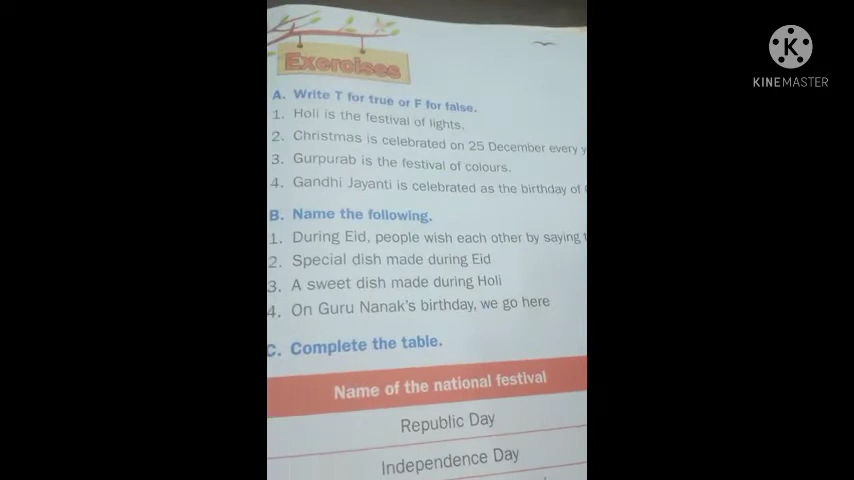 Exercises
A. Write T for true or F for false.
1. Holi is the festival of lights.
2. Christmas is celebrated on 25 December every
3. Gurpurab is the festival of colours.
4. Gandhi Jayanti is celebrated as the birthday of
B. Name the following.
1. During Eid, people wish each other by saying
2. Special dish made during Eid
3. A sweet dish made during Holi
4. On Guru Nanak's birthday, we go here
C. Complete the table.
Name of the national festival
Republic Day
Independence Day
K
KINEMASTER